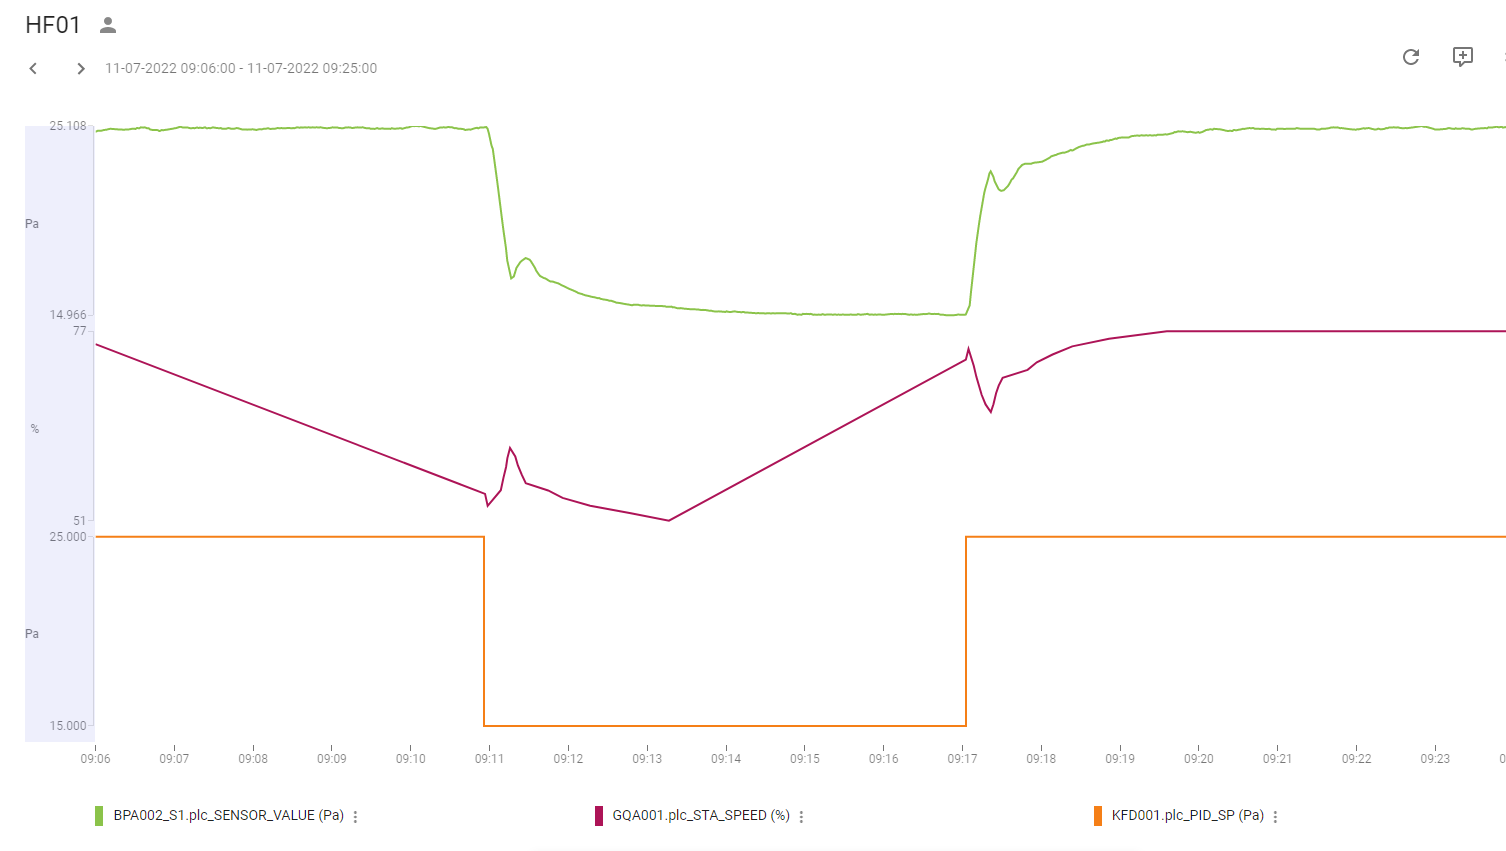 HF01
11-07-2022 09:06:00 - 11-07-2022 09:25:00
25.108
Pa
14.966
77
%
51
25.000
Pa
15.000
09:06 09:07 09:08 09:09 09:10 09:11 09:12 09:13 09:14 09:15 09:16 09:17 09:18 09:19 09:20 09:21 09:22 09:23 0
BPA002_S1.plc_SENSOR_VALUE (Pa) GQA001.plc_STA_SPEED (%) KFD001.plc_PID_SP (Pa)